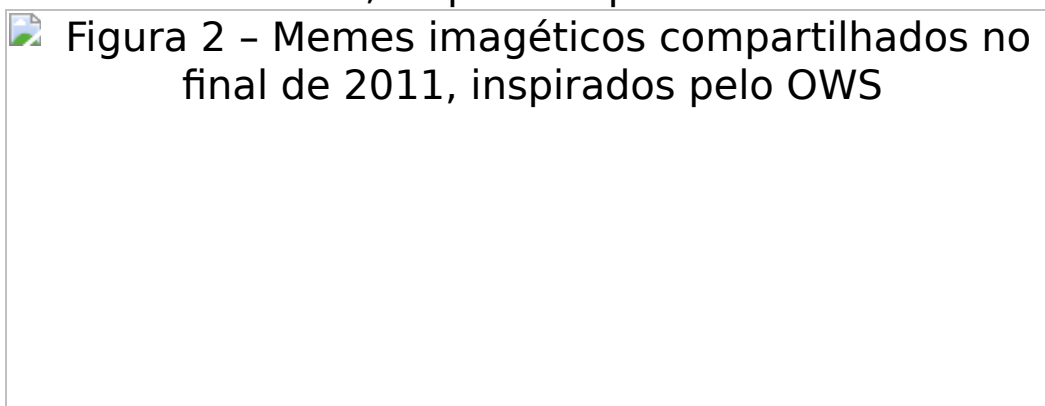 Figura 2 – Memes imagéticos compartilhados no
final de 2011, inspirados pelo OWS